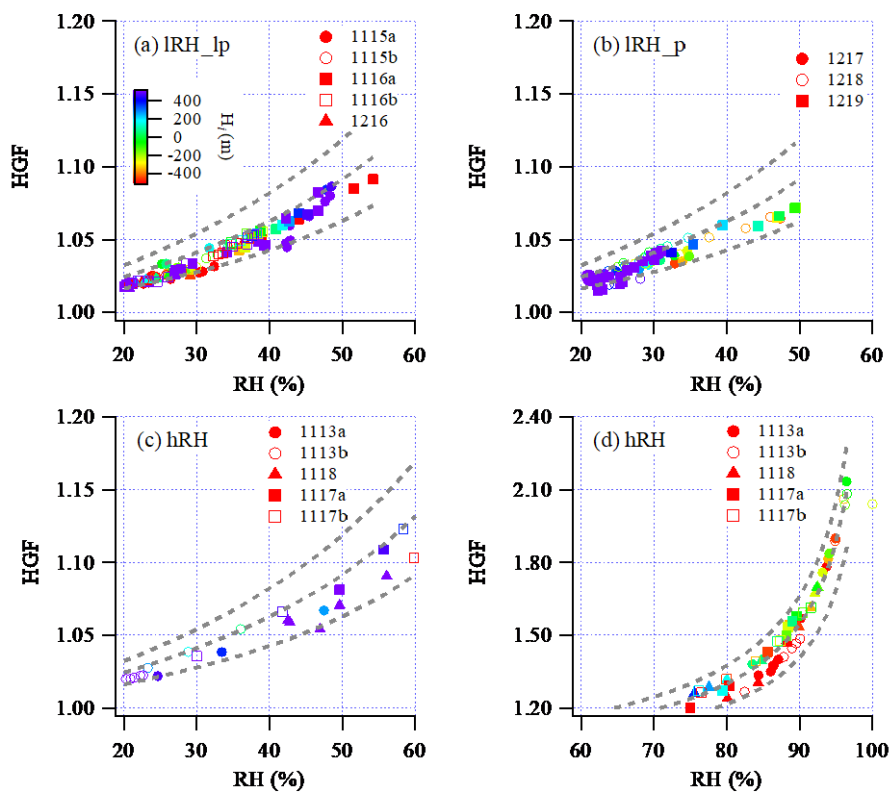 (a) lRH_lp
1115a
1115b
1116a
1116b
1216
400
200
0
-200
-400
H_l (m)
1.20
1.15
1.10
1.05
1.00
HGF
20
30
40
50
60
RH (%)
(b) lRH_p
1217
1218
1219
1.20
1.15
1.10
1.05
1.00
HGF
20
30
40
50
60
RH (%)
(c) hRH
1113a
1113b
1118
1117a
1117b
1.20
1.15
1.10
1.05
1.00
HGF
20
30
40
50
60
RH (%)
(d) hRH
1113a
1113b
1118
1117a
1117b
2.40
2.10
1.80
1.50
1.20
HGF
60
70
80
90
100
RH (%)